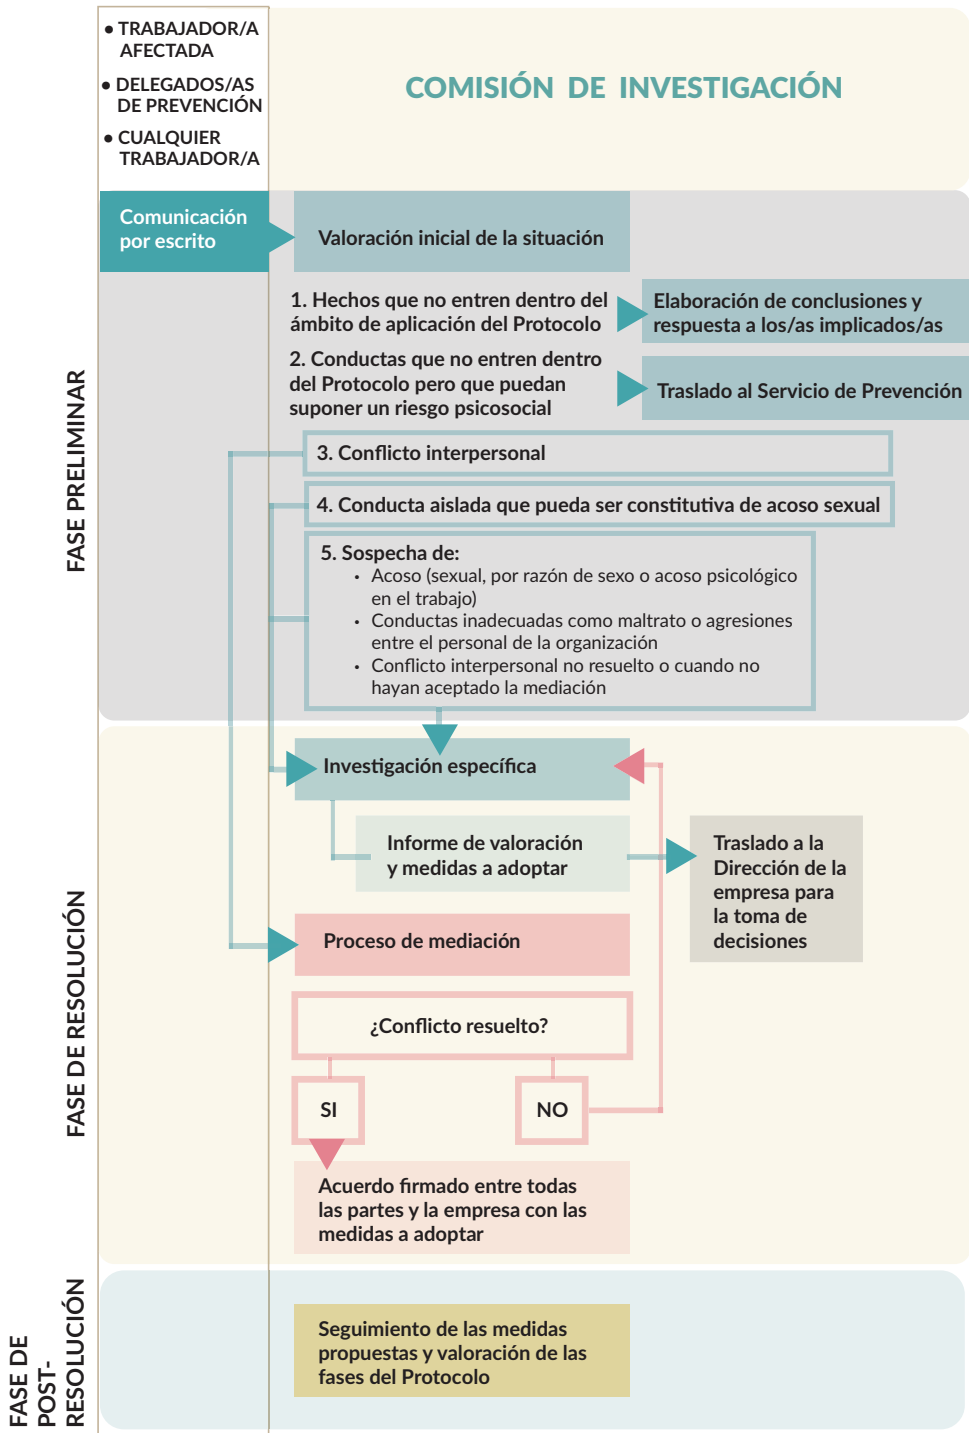 • TRABAJADOR/A
AFECTADA
• DELEGADOS/AS
DE PREVENCIÓN
• CUALQUIER
TRABAJADOR/A
COMISIÓN DE INVESTIGACIÓN
FASE PRELIMINAR
Comunicación
por escrito
Valoración inicial de la situación
1. Hechos que no entren dentro del
ámbito de aplicación del Protocolo
Elaboración de conclusiones y
respuesta a los/as implicados/as
2. Conductas que no entren dentro
del Protocolo pero que puedan
suponer un riesgo psicosocial
Traslado al Servicio de Prevención
3. Conflicto interpersonal
4. Conducta aislada que pueda ser constitutiva de acoso sexual
5. Sospecha de:
• Acoso (sexual, por razón de sexo o acoso psicológico
en el trabajo)
• Conductas inadecuadas como maltrato o agresiones
entre el personal de la organización
• Conflicto interpersonal no resuelto o cuando no
hayan aceptado la mediación
FASE DE RESOLUCIÓN
Investigación específica
Informe de valoración
y medidas a adoptar
Traslado a la
Dirección de la
empresa para
la toma de
decisiones
Proceso de mediación
¿Conflicto resuelto?
SI
NO
Acuerdo firmado entre todas
las partes y la empresa con las
medidas a adoptar
FASE DE
POST-
RESOLUCIÓN
Seguimiento de las medidas
propuestas y valoración de las
fases del Protocolo